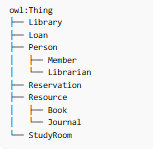 owl:Thing
├── Library
├── Loan
├── Person
│   ├── Member
│   └── Librarian
├── Reservation
├── Resource
│   ├── Book
│   └── Journal
└── StudyRoom